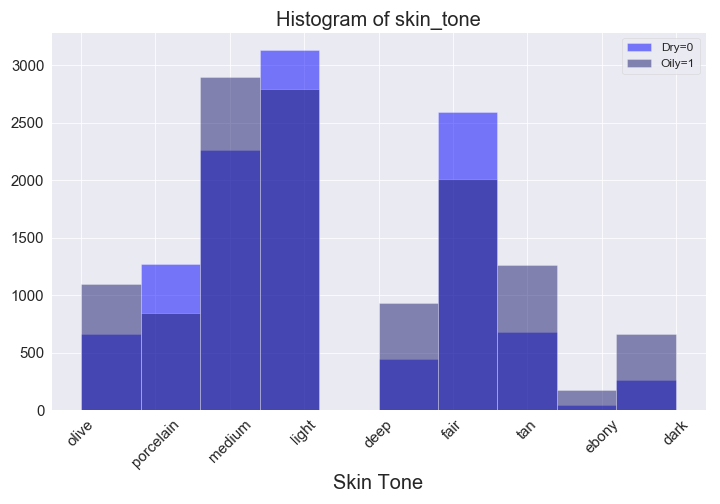 Histogram of skin_tone
Dry=0
Oily=1
3000
2500
2000
1500
1000
500
0
olive
porcelain
medium
light
deep
fair
tan
ebony
dark
Skin Tone